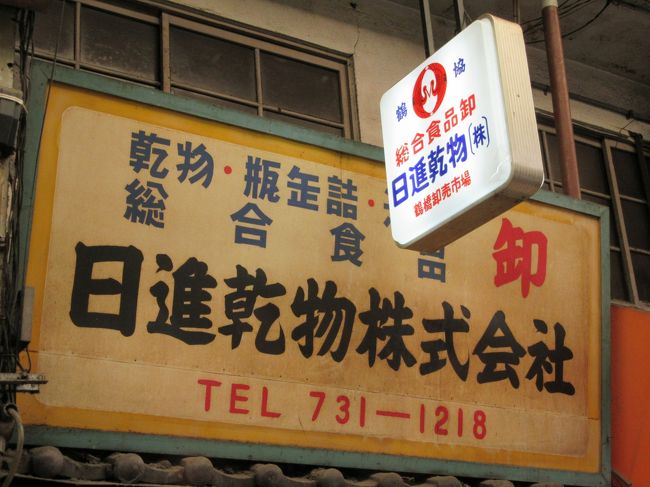 乾物・瓶缶詰・
総合食品
卸
日進乾物株式会社
TEL 731-1218
鶴 M 協
総合食品卸
日進乾物(株)
鶴橋卸売市場